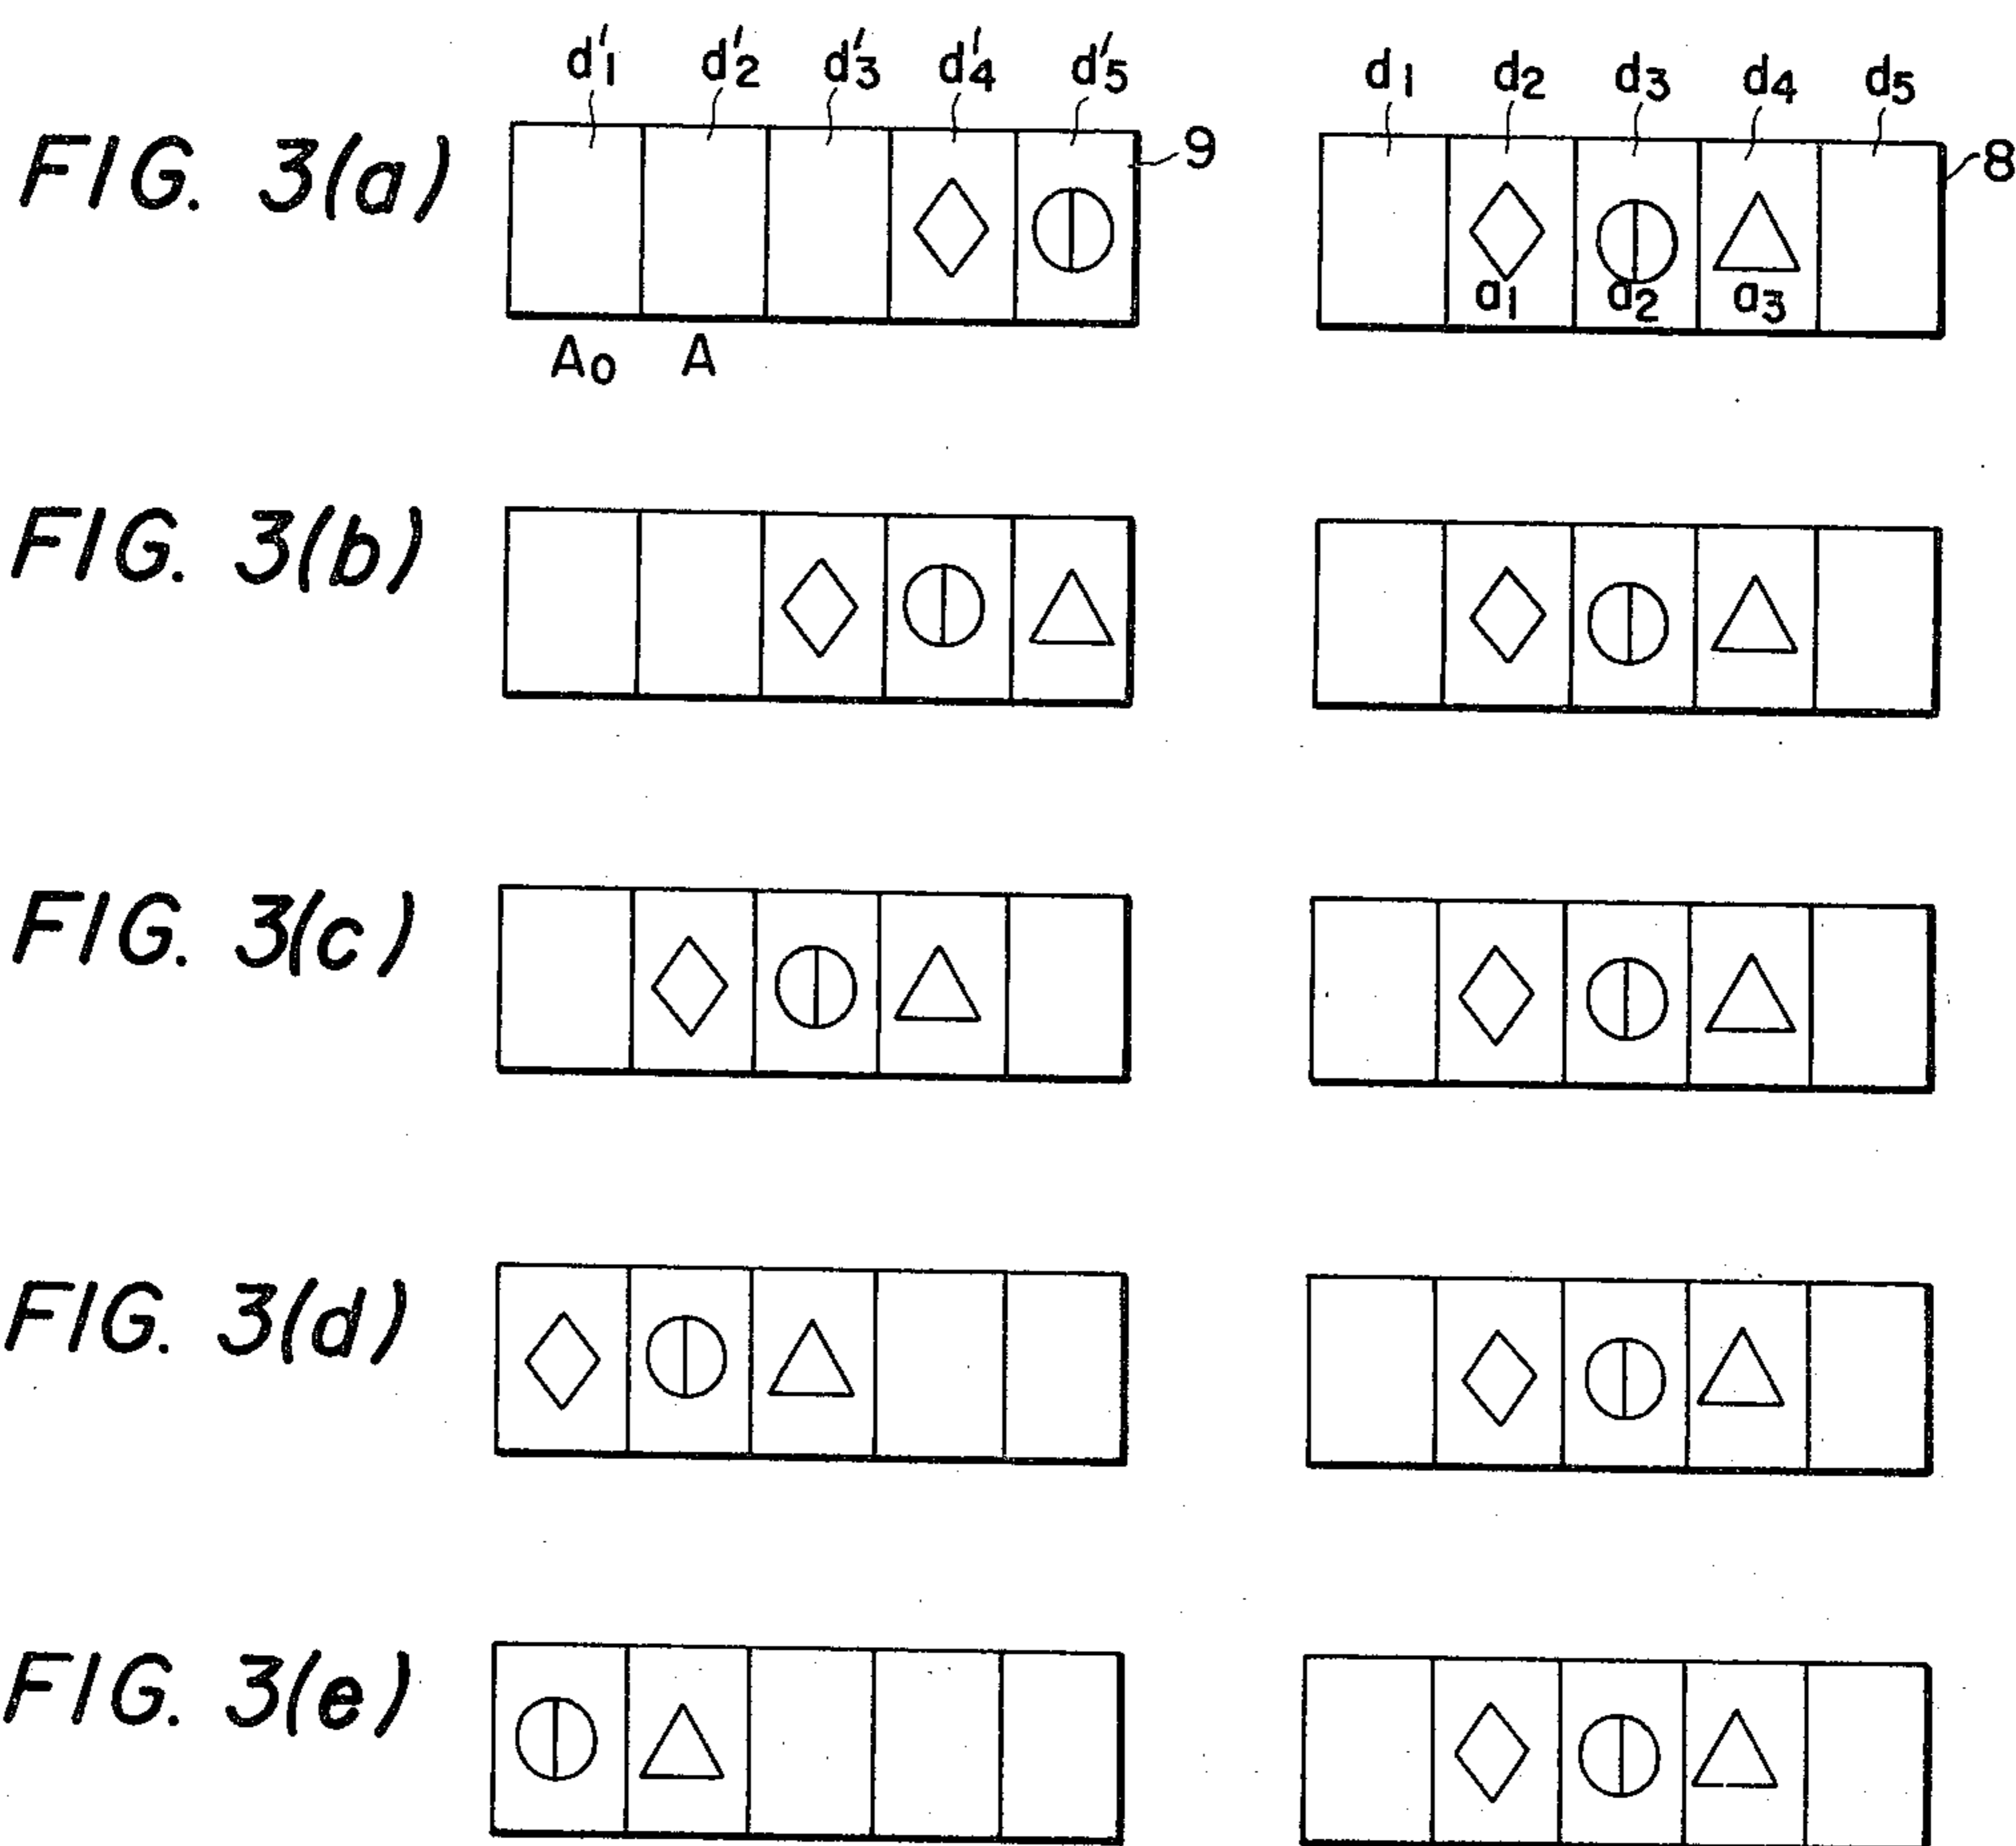 d'1 d'2 d'3 d'4 d'5 d1 d2 d3 d4 d5
FIG. 3(a) 9 8
a1 a2 a3
A0 A
FIG. 3(b)
FIG. 3(c)
FIG. 3(d)
FIG. 3(e)